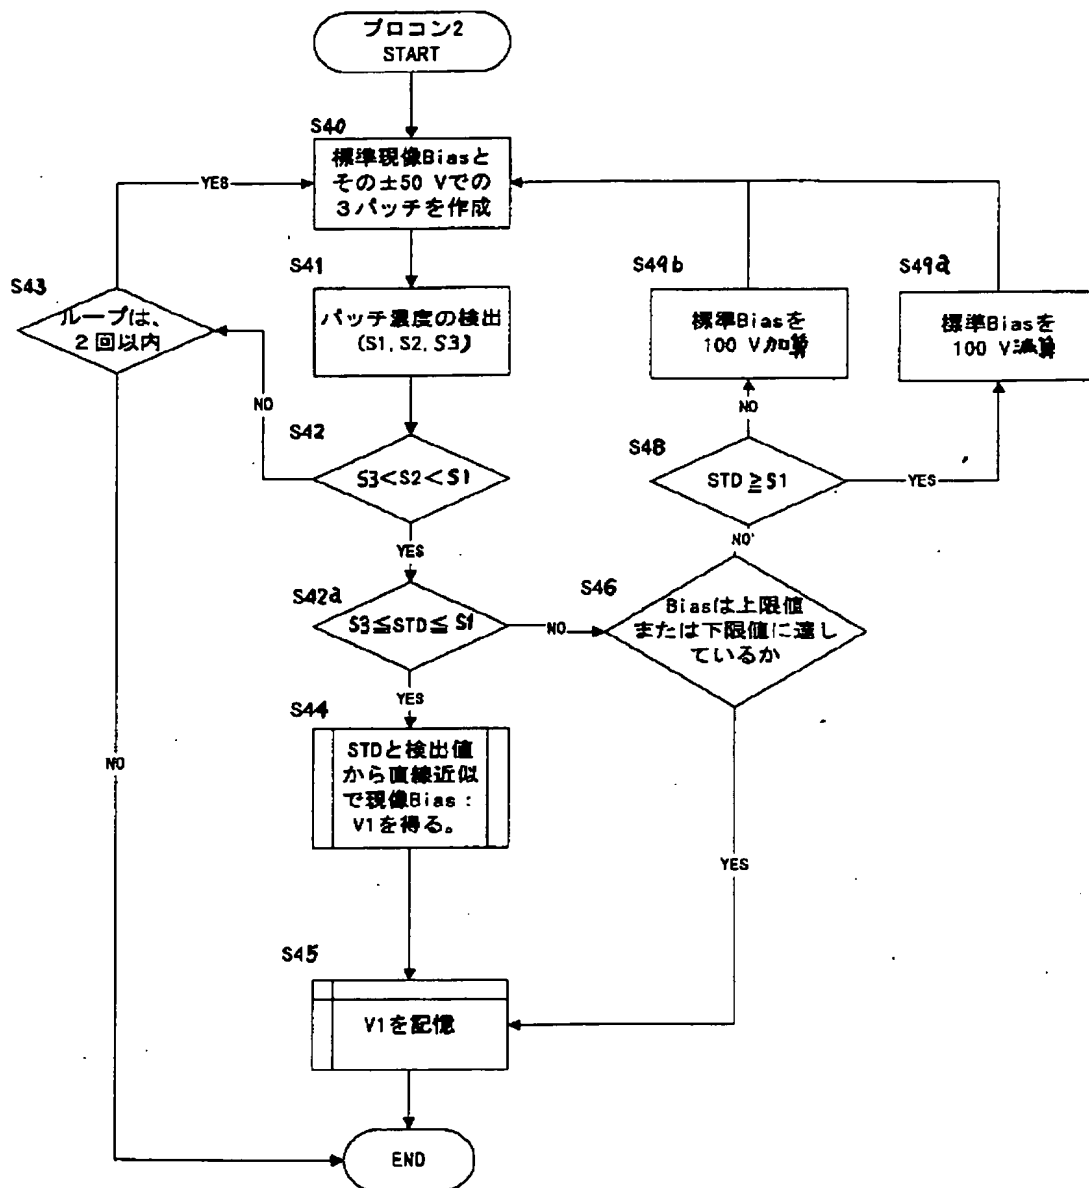 プロコン2
START
S40
標準現像Biasと
その±50 Vでの
3パッチを作成
YES
S41
パッチ濃度の検出
(S1, S2, S3)
S43
ループは、
2回以内
NO
S42
S3<S2<S1
YES
S42a
S3≦STD≦S1
NO
YES
S44
STDと検出値
から直線近似
で現像Bias：
V1を得る。
NO
S45
V1を記憶
END
S49b
標準Biasを
100 V加算
S49a
標準Biasを
100 V減算
NO
S48
STD≧S1
YES
NO
S46
Biasは上限値
または下限値に達し
ているか
YES